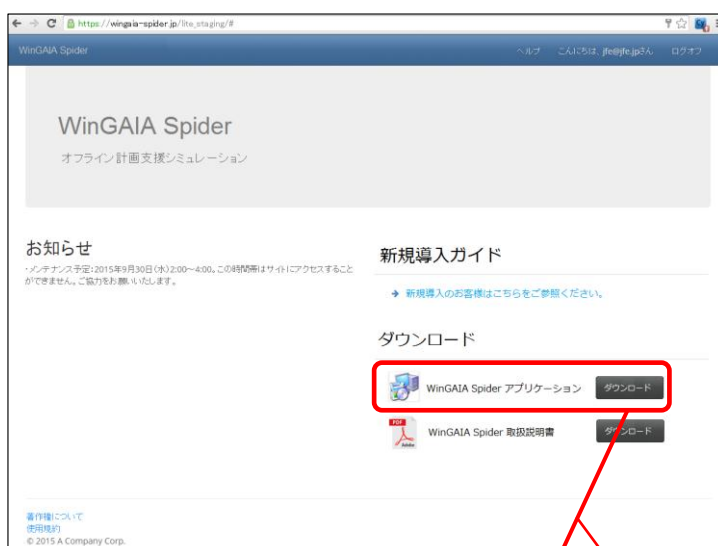 https://wingaia-spider.jp/lite_staging/#
WinGAIA Spider
ヘルプ こんにちは、jfe@jfe.jpさん ログオフ
WinGAIA Spider
オフライン計画支援シミュレーション
お知らせ
・メンテナンス予定:2015年9月30日(水)2:00～4:00。この時間帯はサイトにアクセスすること
ができません。ご協力をお願いいたします。
新規導入ガイド
新規導入のお客様はこちらをご参照ください。
ダウンロード
WinGAIA Spider アプリケーション ダウンロード
PDF
Adobe
WinGAIA Spider 取扱説明書 ダウンロード
著作権について
使用規約
© 2015 A Company Corp.